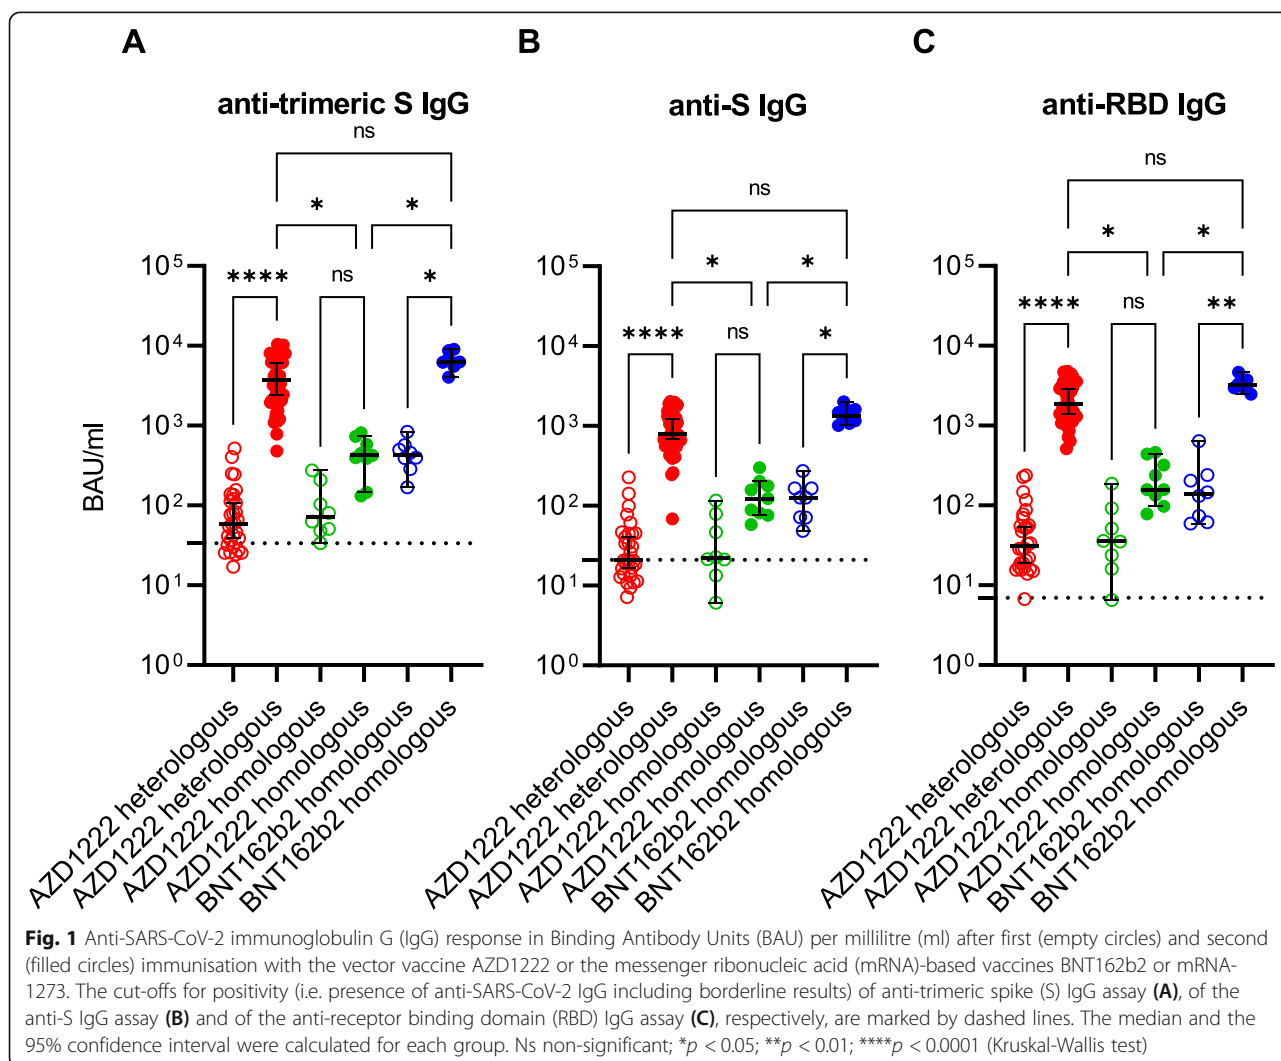 A
B
C
anti-trimeric S IgG
anti-S IgG
anti-RBD IgG
ns
ns
ns
* *
* *
* *
**** ns *
**** ns *
**** ns **
BAU/ml
10^5
10^4
10^3
10^2
10^1
10^0
10^5
10^4
10^3
10^2
10^1
10^0
10^5
10^4
10^3
10^2
10^1
10^0
AZD1222 heterologous
AZD1222 heterologous
AZD1222 homologous
AZD1222 homologous
BNT162b2 homologous
BNT162b2 homologous
AZD1222 heterologous
AZD1222 heterologous
AZD1222 homologous
AZD1222 homologous
BNT162b2 homologous
BNT162b2 homologous
AZD1222 heterologous
AZD1222 heterologous
AZD1222 homologous
AZD1222 homologous
BNT162b2 homologous
BNT162b2 homologous
Fig. 1 Anti-SARS-CoV-2 immunoglobulin G (IgG) response in Binding Antibody Units (BAU) per millilitre (ml) after first (empty circles) and second
(filled circles) immunisation with the vector vaccine AZD1222 or the messenger ribonucleic acid (mRNA)-based vaccines BNT162b2 or mRNA-
1273. The cut-offs for positivity (i.e. presence of anti-SARS-CoV-2 IgG including borderline results) of anti-trimeric spike (S) IgG assay (A), of the
anti-S IgG assay (B) and of the anti-receptor binding domain (RBD) IgG assay (C), respectively, are marked by dashed lines. The median and the
95% confidence interval were calculated for each group. Ns non-significant; *p < 0.05; **p < 0.01; ****p < 0.0001 (Kruskal-Wallis test)